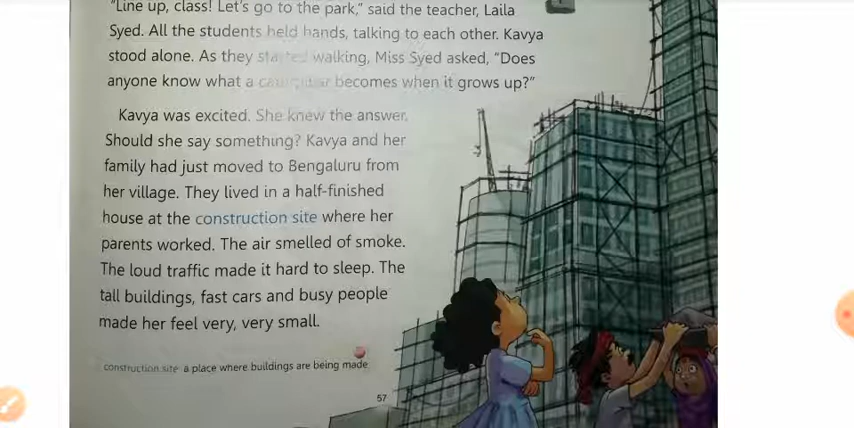 "Line up, class! Let's go to the park," said the teacher, Laila
Syed. All the students held hands, talking to each other. Kavya
stood alone. As they started walking, Miss Syed asked, "Does
anyone know what a caterpillar becomes when it grows up?"
Kavya was excited. She knew the answer.
Should she say something? Kavya and her
family had just moved to Bengaluru from
her village. They lived in a half-finished
house at the construction site where her
parents worked. The air smelled of smoke.
The loud traffic made it hard to sleep. The
tall buildings, fast cars and busy people
made her feel very, very small.
construction site a place where buildings are being made
57